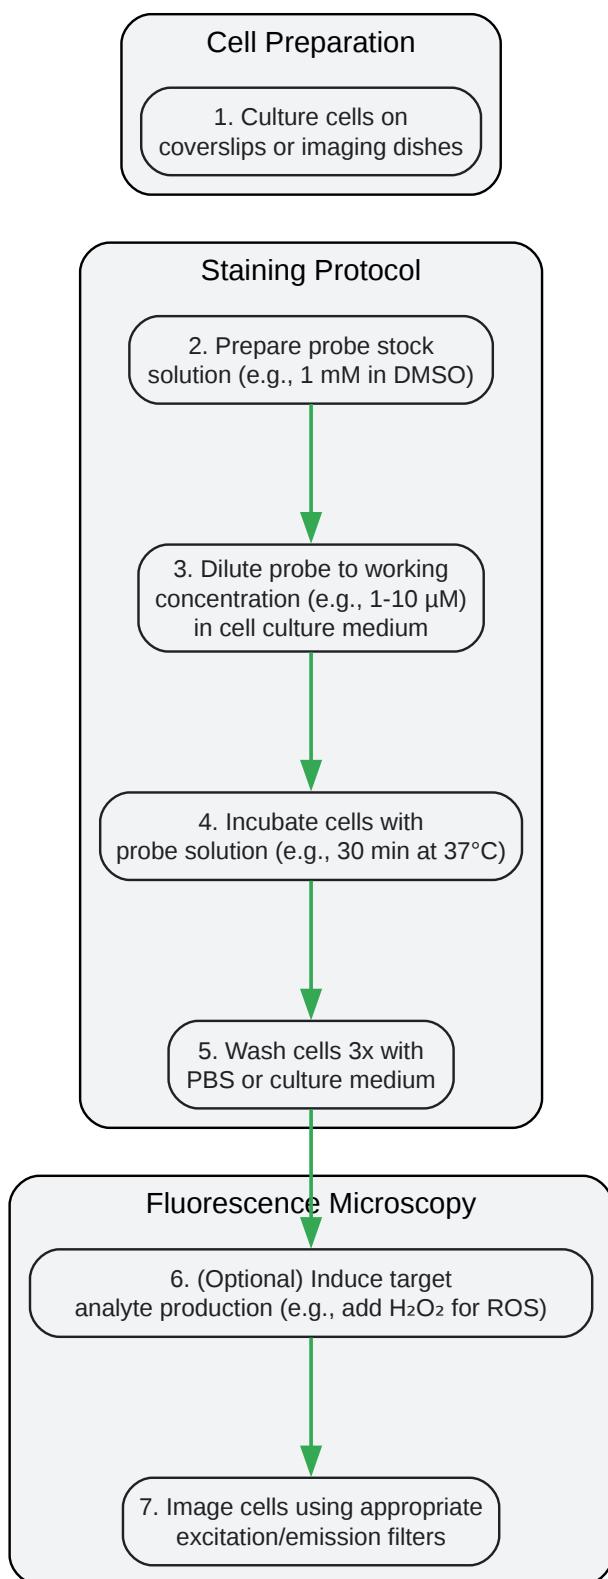 Cell Preparation
1. Culture cells on
coverslips or imaging dishes
Staining Protocol
2. Prepare probe stock
solution (e.g., 1 mM in DMSO)
3. Dilute probe to working
concentration (e.g., 1-10 µM)
in cell culture medium
4. Incubate cells with
probe solution (e.g., 30 min at 37°C)
5. Wash cells 3x with
PBS or culture medium
Fluorescence Microscopy
6. (Optional) Induce target
analyte production (e.g., add H₂O₂ for ROS)
7. Image cells using appropriate
excitation/emission filters